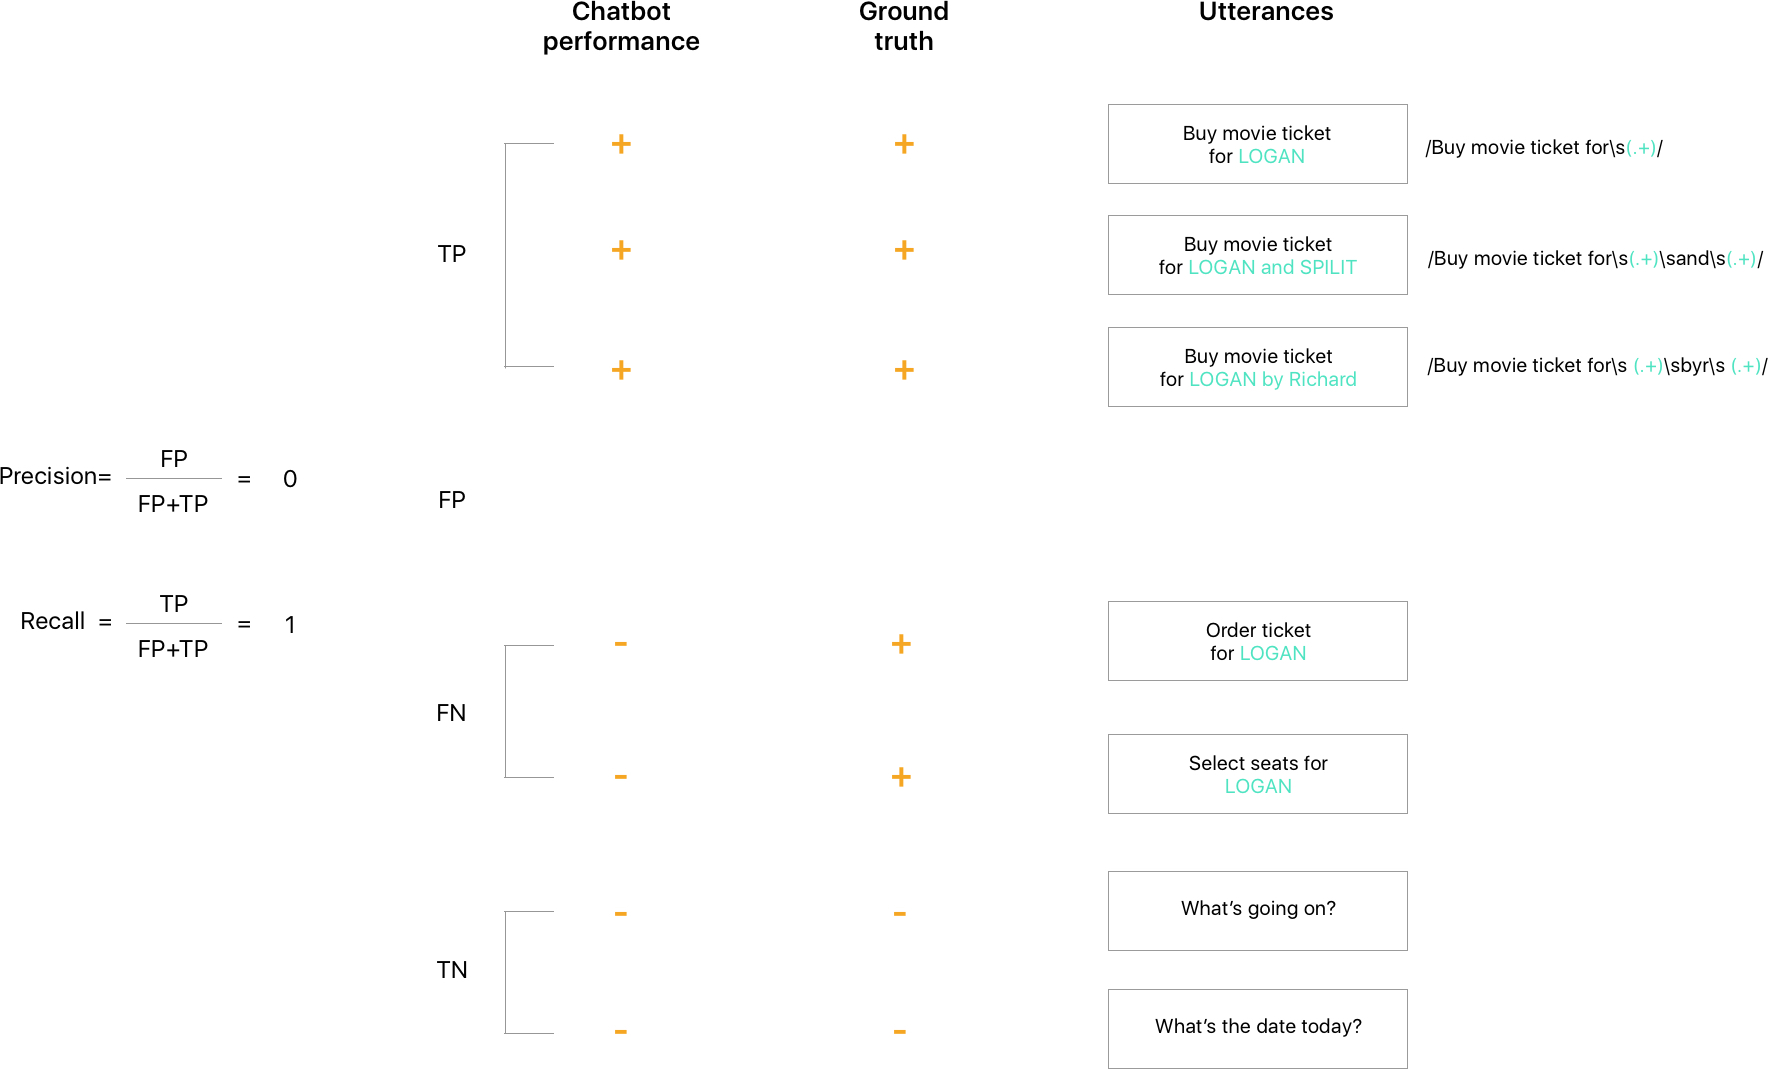 Chatbot
performance
Ground
truth
Utterances
TP
+
+
Buy movie ticket
for LOGAN
/Buy movie ticket for\s(.+)/
+
+
Buy movie ticket
for LOGAN and SPILIT
/Buy movie ticket for\s(.+)\sand\s(.+)/
+
+
Buy movie ticket
for LOGAN by Richard
/Buy movie ticket for\s (.+)\sbyr\s (.+)/
Precision=
FP
FP+TP
= 0
FP
Recall =
TP
FP+TP
= 1
FN
-
+
Order ticket
for LOGAN
-
+
Select seats for
LOGAN
TN
-
-
What’s going on?
-
-
What’s the date today?